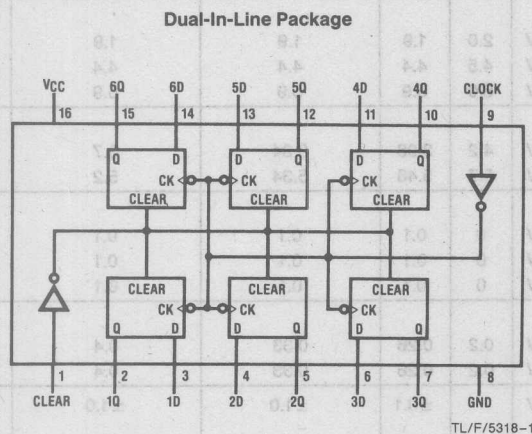 Dual-In-Line Package
VCC 6Q 6D 5D 5Q 4D 4Q CLOCK
16 15 14 13 12 11 10 9
Q D D Q D Q
CK CK CK
CLEAR CLEAR CLEAR
CLEAR CLEAR CLEAR
CK CK CK
Q D D Q D Q
1 2 3 4 5 6 7 8
CLEAR 1Q 1D 2D 2Q 3D 3Q GND
TL/F/5318-1